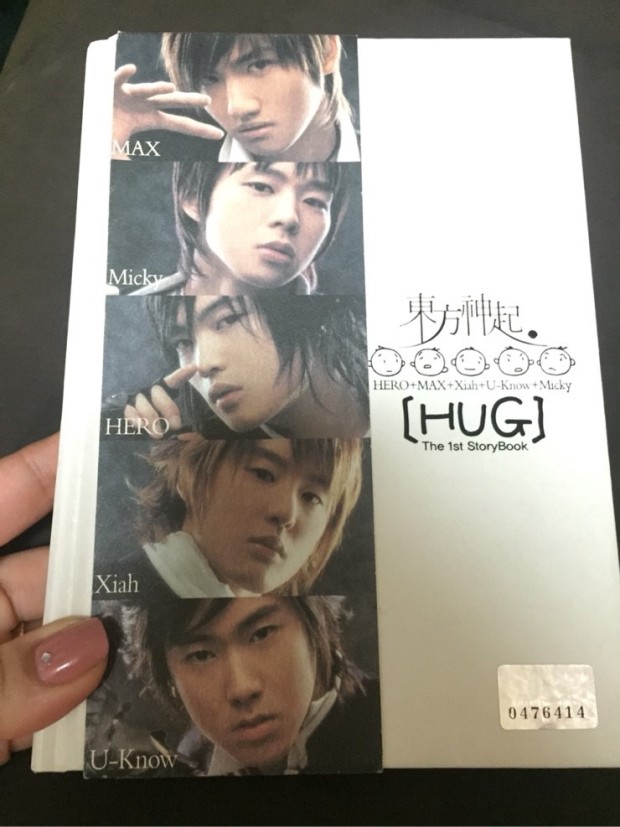 MAX
Micky
HERO
Xiah
U-Know
東方神起.
HERO+MAX+Xiah+U-Know+Micky
[HUG]
The 1st StoryBook
0476414